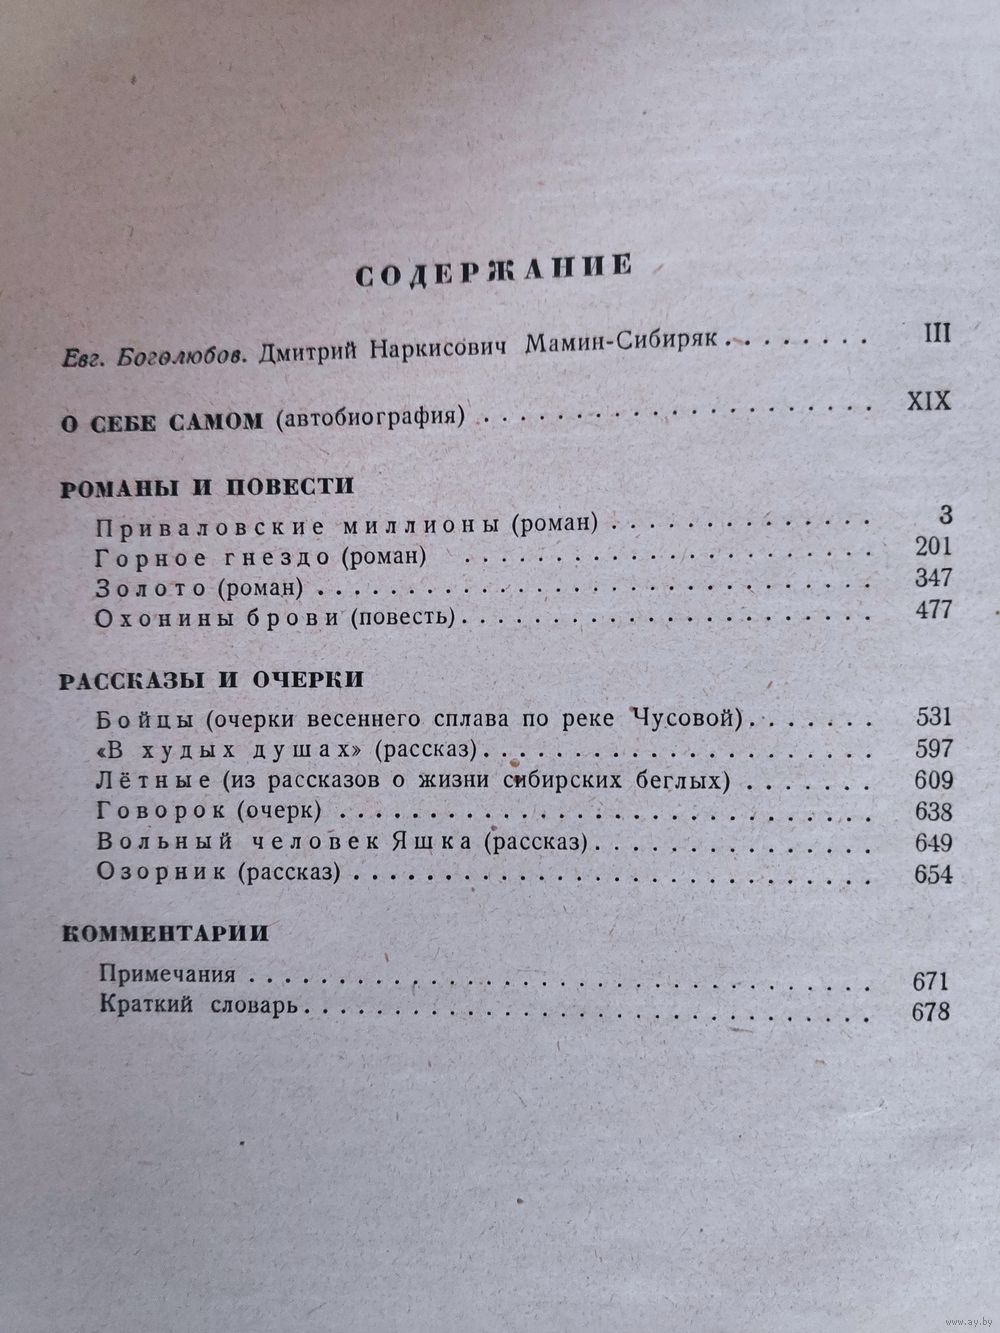 СОДЕРЖАНИЕ
Евг. Боголюбов. Дмитрий Наркисович Мамин-Сибиряк . . . . . . . . III
О СЕБЕ САМОМ (автобиография) . . . . . . . . . . . . . . . . . . . . . XIX
РОМАНЫ И ПОВЕСТИ
Приваловские миллионы (роман) . . . . . . . . . . . . . . 3
Горное гнездо (роман) . . . . . . . . . . . . . . . . . . 201
Золото (роман) . . . . . . . . . . . . . . . . . . . . . . . . . 347
Охонины брови (повесть) . . . . . . . . . . . . . . . . . . 477
РАССКАЗЫ И ОЧЕРКИ
Бойцы (очерки весеннего сплава по реке Чусовой) . . . . . . . 531
«В худых душах» (рассказ) . . . . . . . . . . . . . . . . . 597
Лётные (из рассказов о жизни сибирских беглых) . . . . . . . 609
Говорок (очерк) . . . . . . . . . . . . . . . . . . . . . . . . 638
Вольный человек Яшка (рассказ) . . . . . . . . . . . . . 649
Озорник (рассказ) . . . . . . . . . . . . . . . . . . . . . . . 654
КОММЕНТАРИИ
Примечания . . . . . . . . . . . . . . . . . . . . . . . . . . . . 671
Краткий словарь . . . . . . . . . . . . . . . . . . . . . . . . . 678
www.ay.by